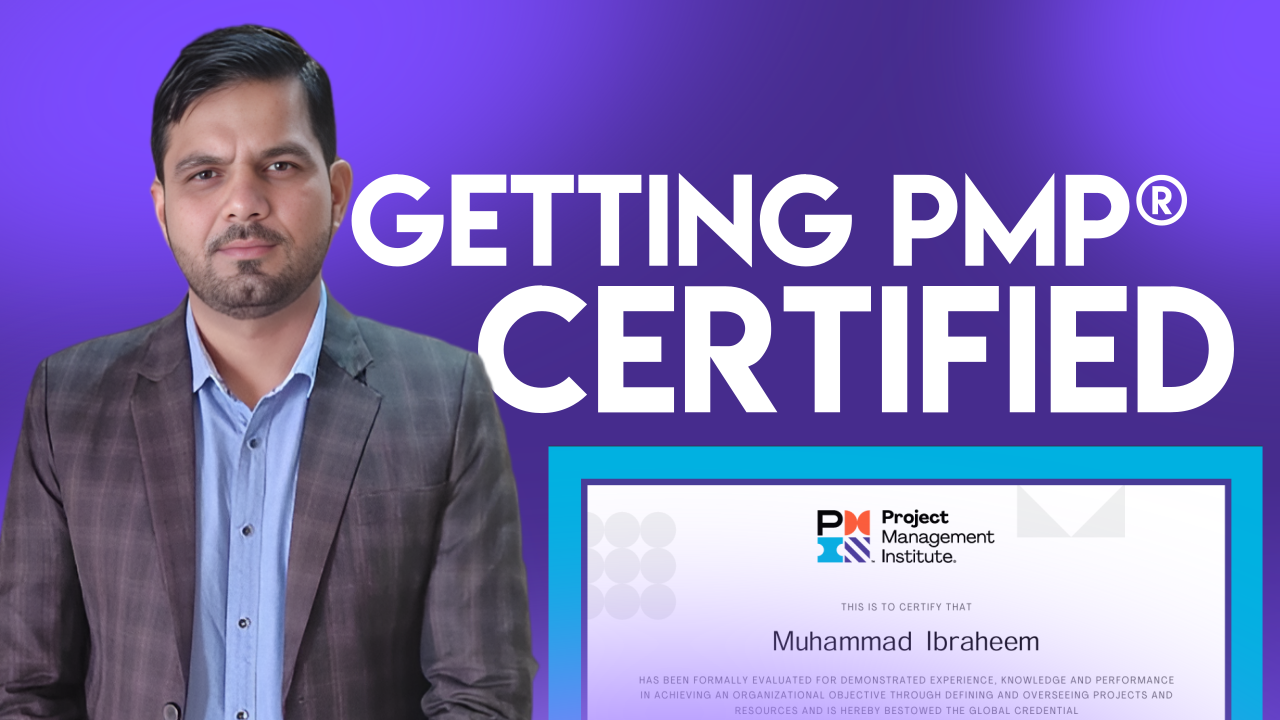 GETTING PMP®
CERTIFIED
PM
Project
Management
Institute.
THIS IS TO CERTIFY THAT
Muhammad Ibraheem
HAS BEEN FORMALLY EVALUATED FOR DEMONSTRATED EXPERIENCE, KNOWLEDGE AND PERFORMANCE
IN ACHIEVING AN ORGANIZATIONAL OBJECTIVE THROUGH DEFINING AND OVERSEEING PROJECTS AND
RESOURCES AND IS HEREBY BESTOWED THE GLOBAL CREDENTIAL